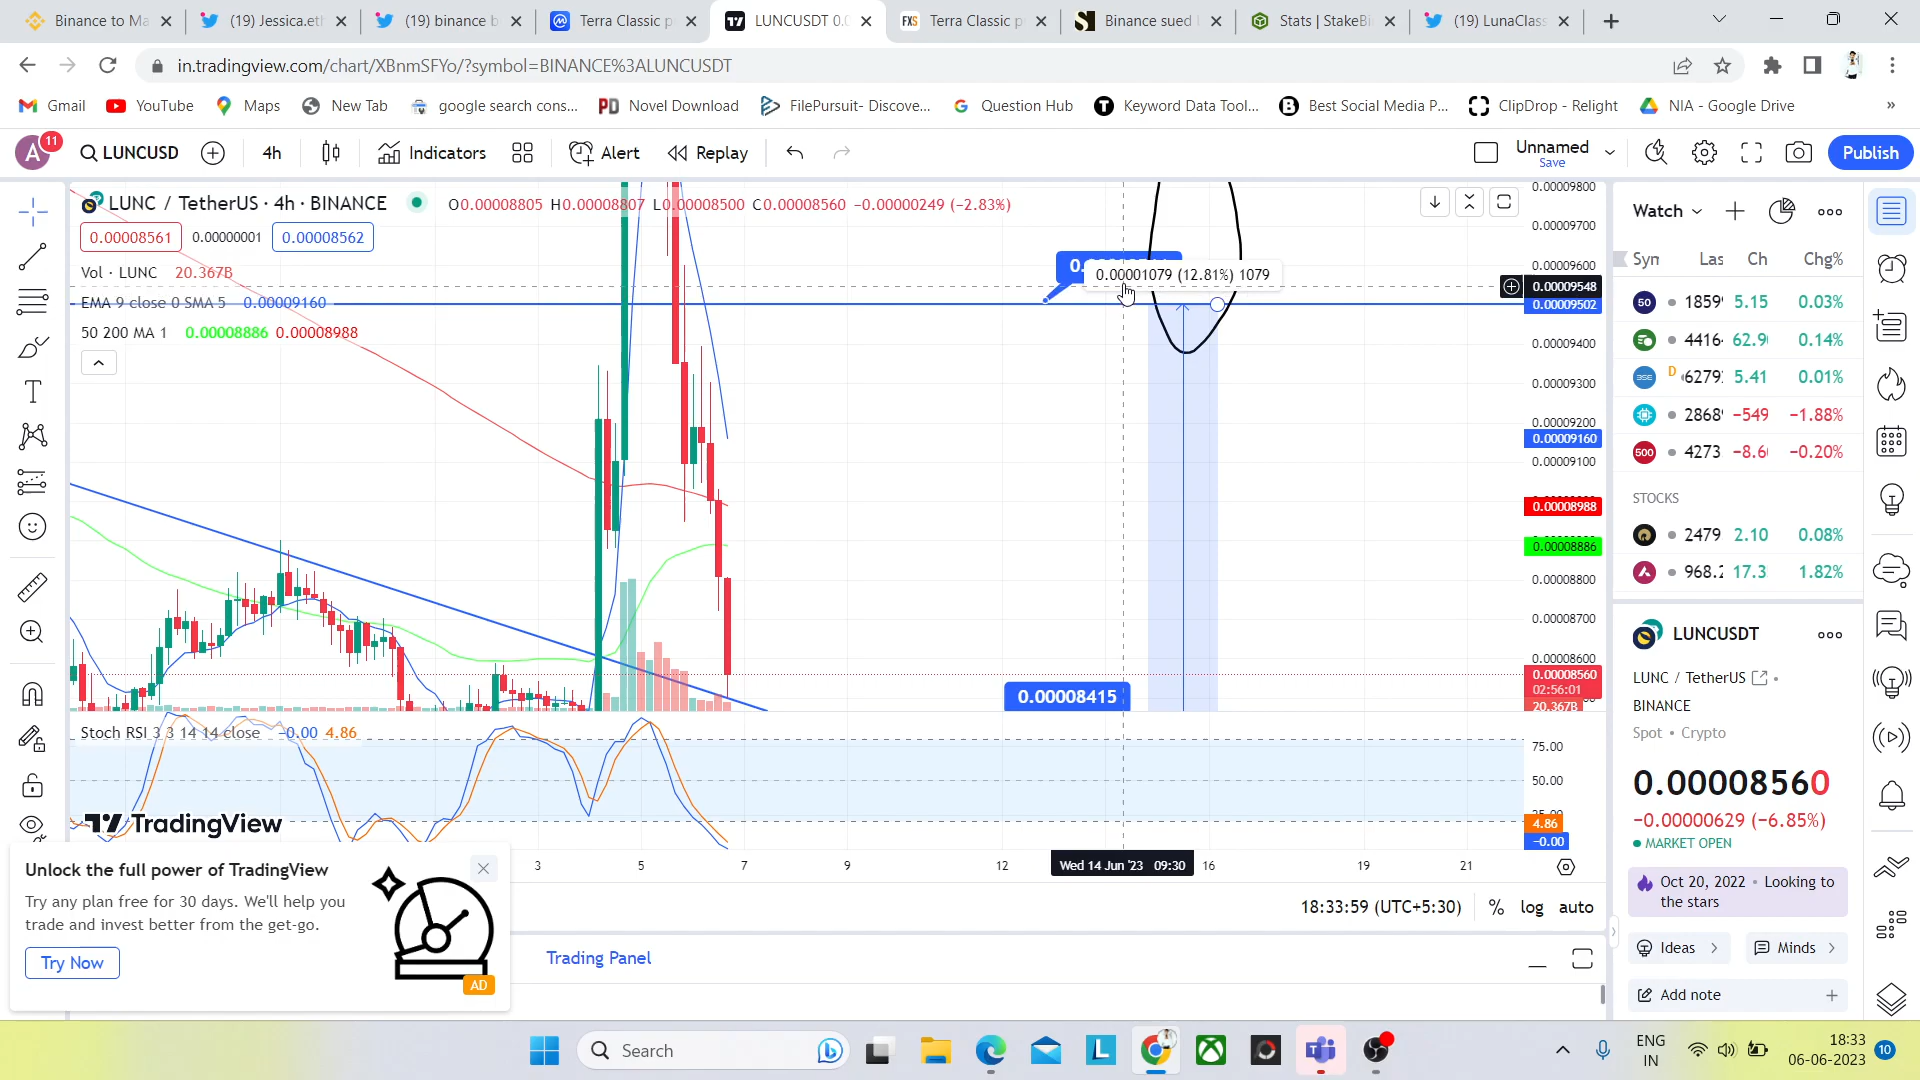 Binance to Ma
(19) Jessica.eth
(19) binance b
Terra Classic p
LUNCUSDT 0.0
Terra Classic p
Binance sued
Stats | StakeBi
(19) LunaClass
in.tradingview.com/chart/XBnmSFYo/?symbol=BINANCE%3ALUNCUSDT
Gmail
YouTube
Maps
New Tab
google search cons...
Novel Download
FilePursuit- Discove...
Question Hub
Keyword Data Tool...
Best Social Media P...
ClipDrop - Relight
NIA - Google Drive
A 11
LUNCUSD
4h
Indicators
Alert
Replay
Unnamed
Save
Publish
LUNC / TetherUS · 4h · BINANCE
O0.00008805 H0.00008807 L0.00008500 C0.00008560 −0.00000249 (−2.83%)
0.00008561 0.00000001 0.00008562
Vol · LUNC 20.367B
EMA 9 close 0 SMA 5 0.00009160
50 200 MA 1 0.00008886 0.00008988
0.00001079 (12.81%) 1079
0.00008415
0.00009800
0.00009700
0.00009600
0.00009548
0.00009502
0.00009400
0.00009300
0.00009200
0.00009160
0.00009100
0.00008988
0.00008886
0.00008800
0.00008700
0.00008600
0.00008560
02:56:01
20.367B
Stoch RSI 3 3 14 14 close −0.00 4.86
75.00
50.00
4.86
−0.00
TradingView
3 5 7 9 12 Wed 14 Jun '23 09:30 16 19 21
Unlock the full power of TradingView
Try any plan free for 30 days. We'll help you
trade and invest better from the get-go.
Try Now
AD
18:33:59 (UTC+5:30) % log auto
Trading Panel
Watch
Syn Las Ch Chg%
50 1859 5.15 0.03%
4416 62.9 0.14%
BSE D 6279 5.41 0.01%
2868 −549 −1.88%
500 4273 −8.6 −0.20%
STOCKS
2479 2.10 0.08%
968.2 17.3 1.82%
LUNCUSDT
LUNC / TetherUS
BINANCE
Spot • Crypto
0.00008560
−0.00000629 (−6.85%)
MARKET OPEN
Oct 20, 2022 • Looking to
the stars
Ideas
Minds
Add note
Search
ENG
IN
18:33
06-06-2023
10